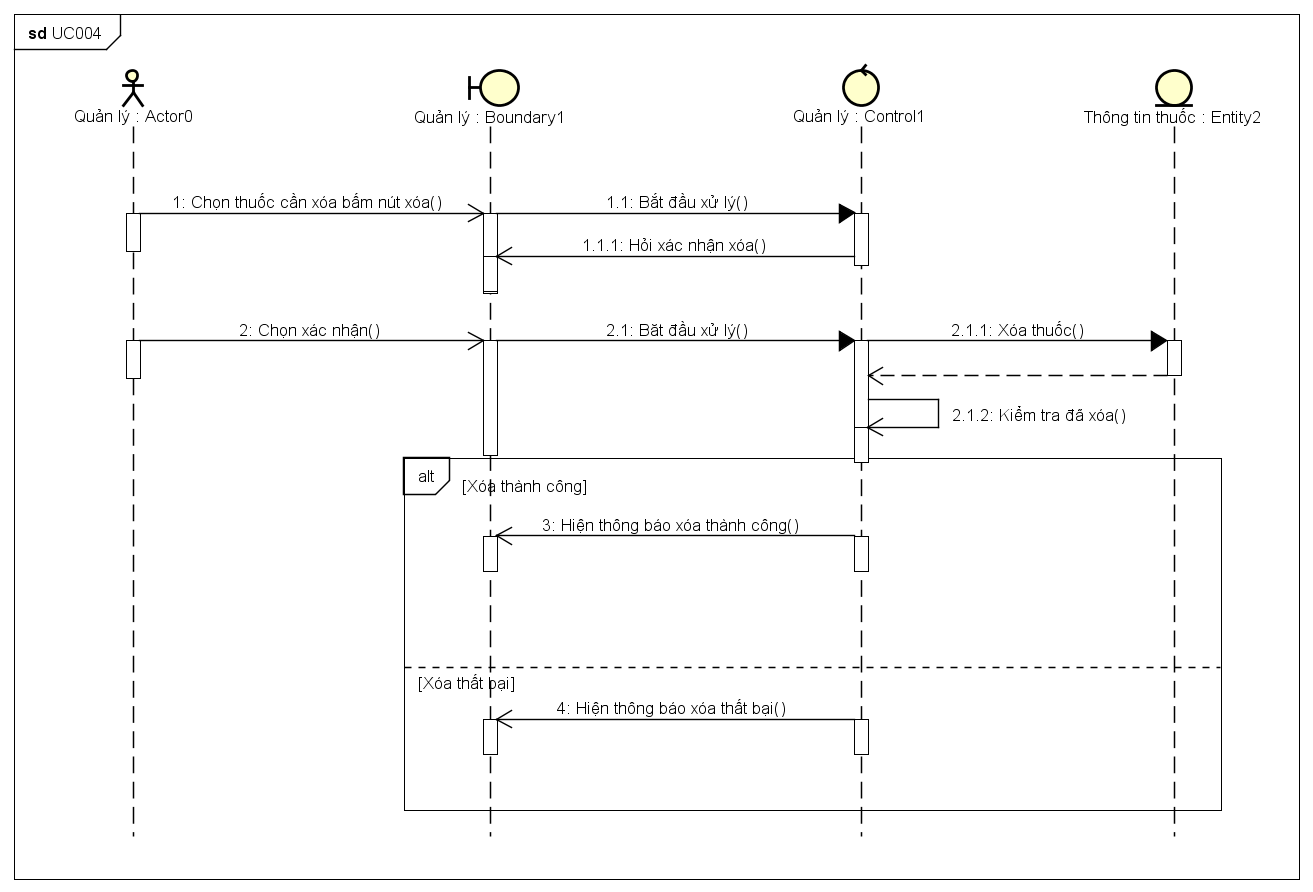 sd UC004
Quản lý : Actor0
Quản lý : Boundary1
Quản lý : Control1
Thông tin thuốc : Entity2
1: Chọn thuốc cần xóa bấm nút xóa()
1.1: Bắt đầu xử lý()
1.1.1: Hỏi xác nhận xóa()
2: Chọn xác nhận()
2.1: Băt đầu xử lý()
2.1.1: Xóa thuốc()
2.1.2: Kiểm tra đã xóa()
alt
[Xóa thành công]
3: Hiện thông báo xóa thành công()
[Xóa thất bại]
4: Hiện thông báo xóa thất bại()